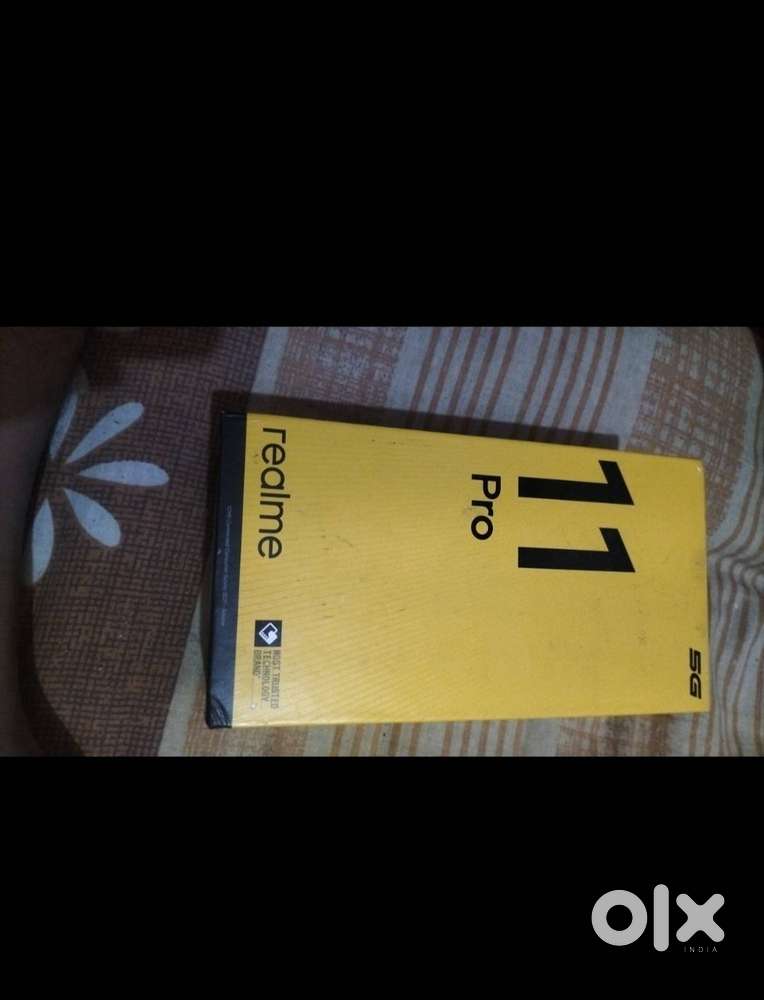 5G
11
Pro
realme
MOST TRUSTED
TECHNOLOGY
BRAND*
olx
INDIA